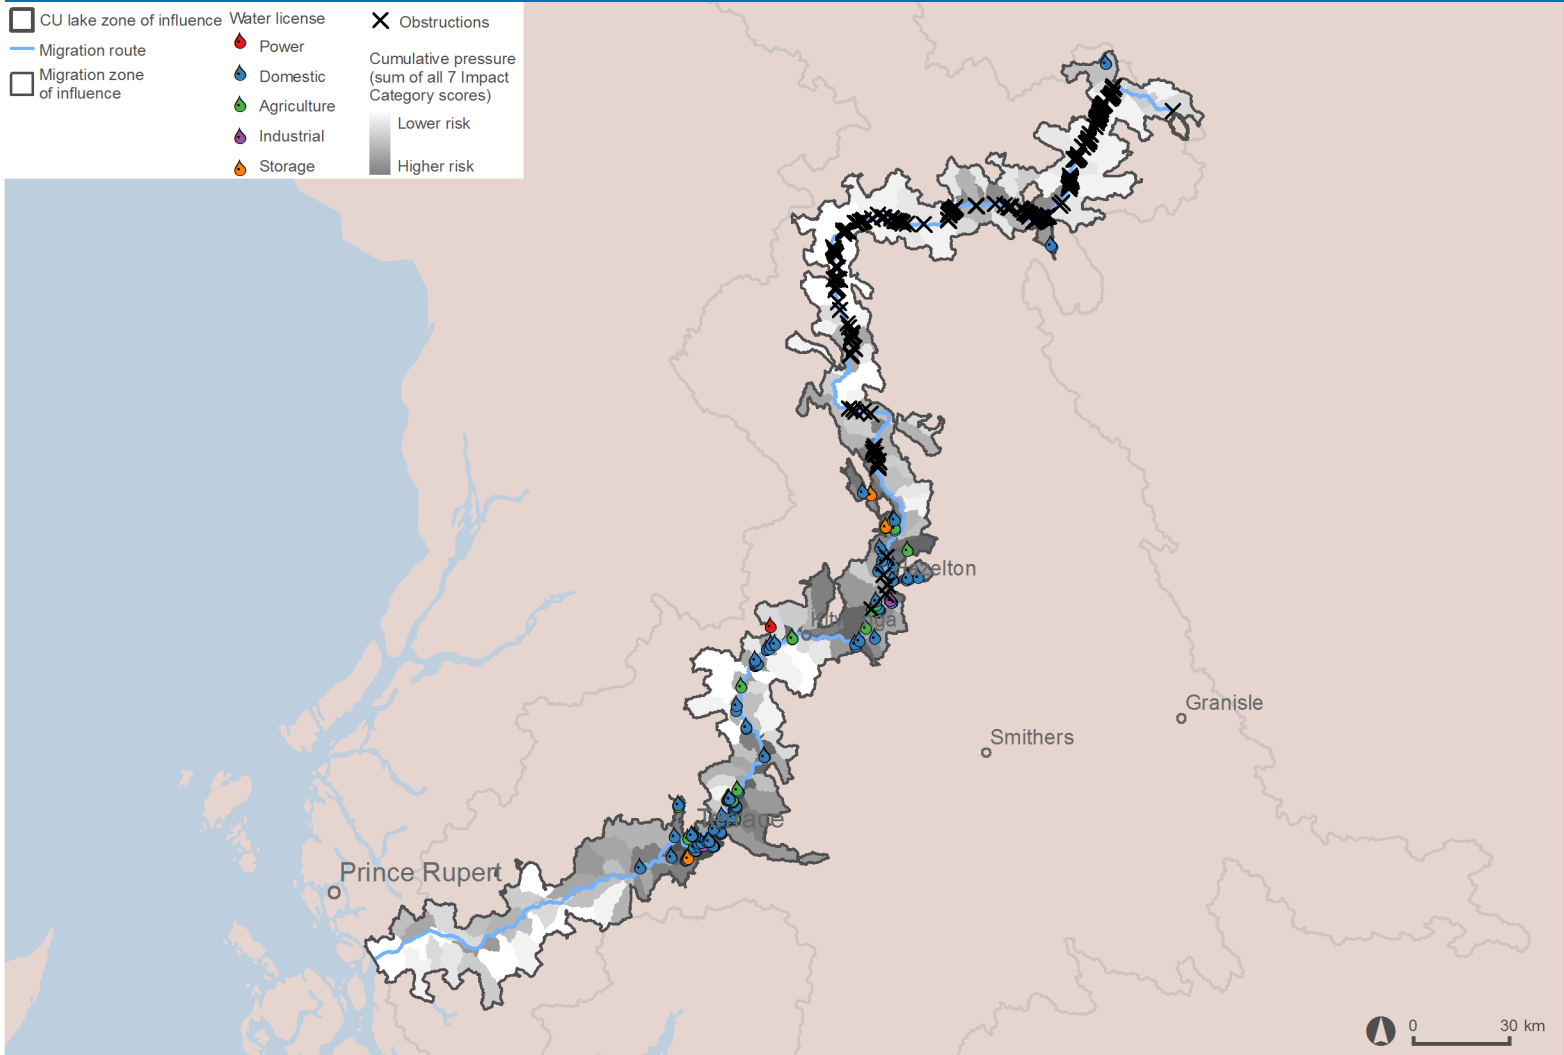 CU lake zone of influence
Migration route
Migration zone
of influence
Water license
Power
Domestic
Agriculture
Industrial
Storage
Obstructions
Cumulative pressure
(sum of all 7 Impact
Category scores)
Lower risk
Higher risk
Hazelton
Granisle
Smithers
Terrace
Prince Rupert
0 30 km